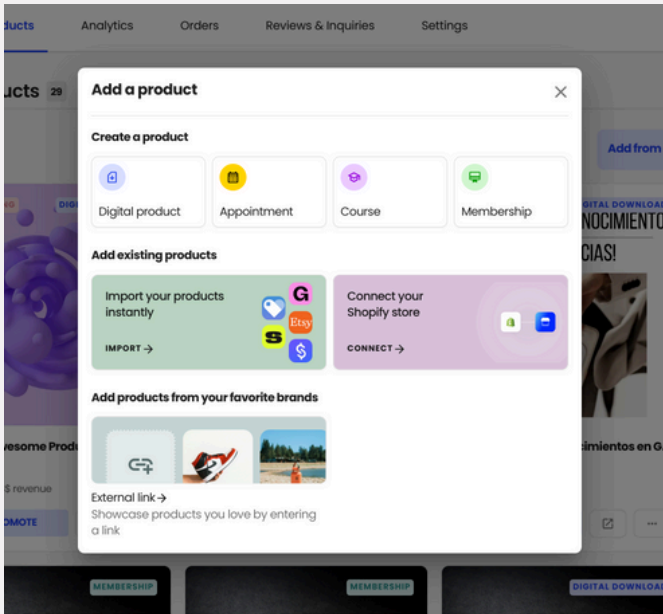 ducts Analytics Orders Reviews & Inquiries Settings
ucts 29
Add a product
Add from
Create a product
Digital product Appointment Course Membership
DIGITAL DOWNLOAD
NOCIMIENTO
CIAS!
Add existing products
Import your products
instantly
G
Etsy
S
$
IMPORT →
Connect your
Shopify store
CONNECT →
Add products from your favorite brands
External link →
Showcase products you love by entering
a link
esome Produ
$ revenue
OMOTE
cimientos en G
MEMBERSHIP MEMBERSHIP DIGITAL DOWNLOAD